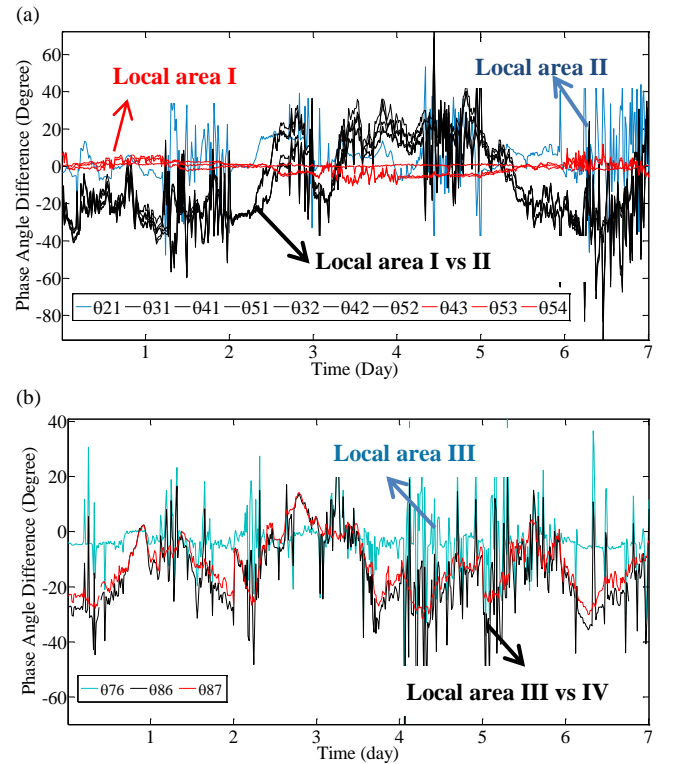 (a)
Phase Angle Difference (Degree)
60
40
20
0
-20
-40
-60
-80
Local area I
Local area II
Local area I vs II
θ21 θ31 θ41 θ51 θ32 θ42 θ52 θ43 θ53 θ54
1 2 3 4 5 6 7
Time (Day)
(b)
Phase Angle Difference (Degree)
40
20
0
-20
-40
-60
Local area III
Local area III vs IV
θ76 θ86 θ87
1 2 3 4 5 6 7
Time (day)